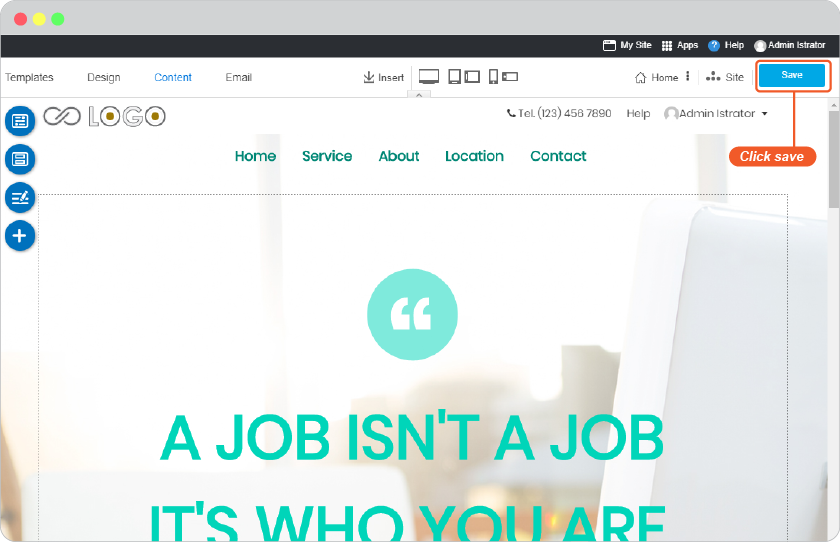 My Site Apps ? Help Admin Istrator
Templates Design Content Email Insert Home Site Save
LOGO Tel. (123) 456 7890 Help Admin Istrator
Click save
Home Service About Location Contact
“
A JOB ISN'T A JOB
IT'S WHO YOU ARE